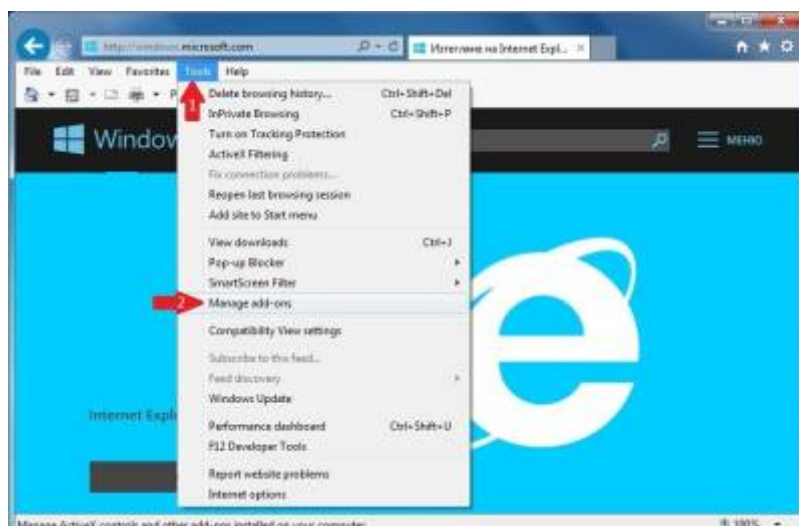 http://windows.microsoft.com
Изтегляне на Internet Expl...
File Edit View Favorites Tools Help
1
Delete browsing history... Ctrl+Shift+Del
InPrivate Browsing Ctrl+Shift+P
Turn on Tracking Protection
ActiveX Filtering
Fix connection problems...
Reopen last browsing session
Add site to Start menu
Window
МЕНЮ
View downloads Ctrl+J
Pop-up Blocker
SmartScreen Filter
2
Manage add-ons
Compatibility View settings
Subscribe to this feed...
Feed discovery
Windows Update
Internet Expl
Performance dashboard Ctrl+Shift+U
F12 Developer Tools
Report website problems
Internet options
Manage ActiveX controls and other add-ons installed on your computer.
100%